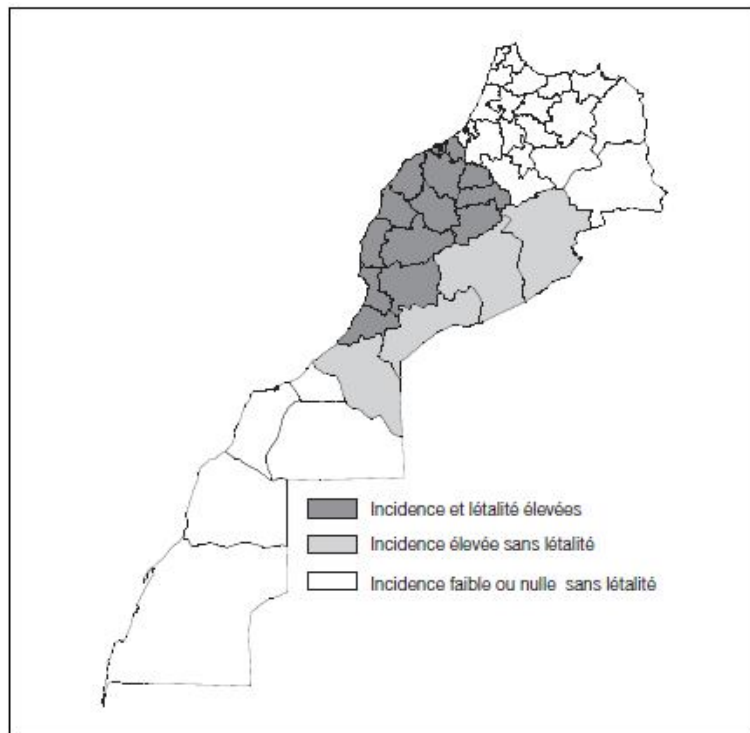 Incidence et létalité élevées
Incidence élevée sans létalité
Incidence faible ou nulle sans létalité